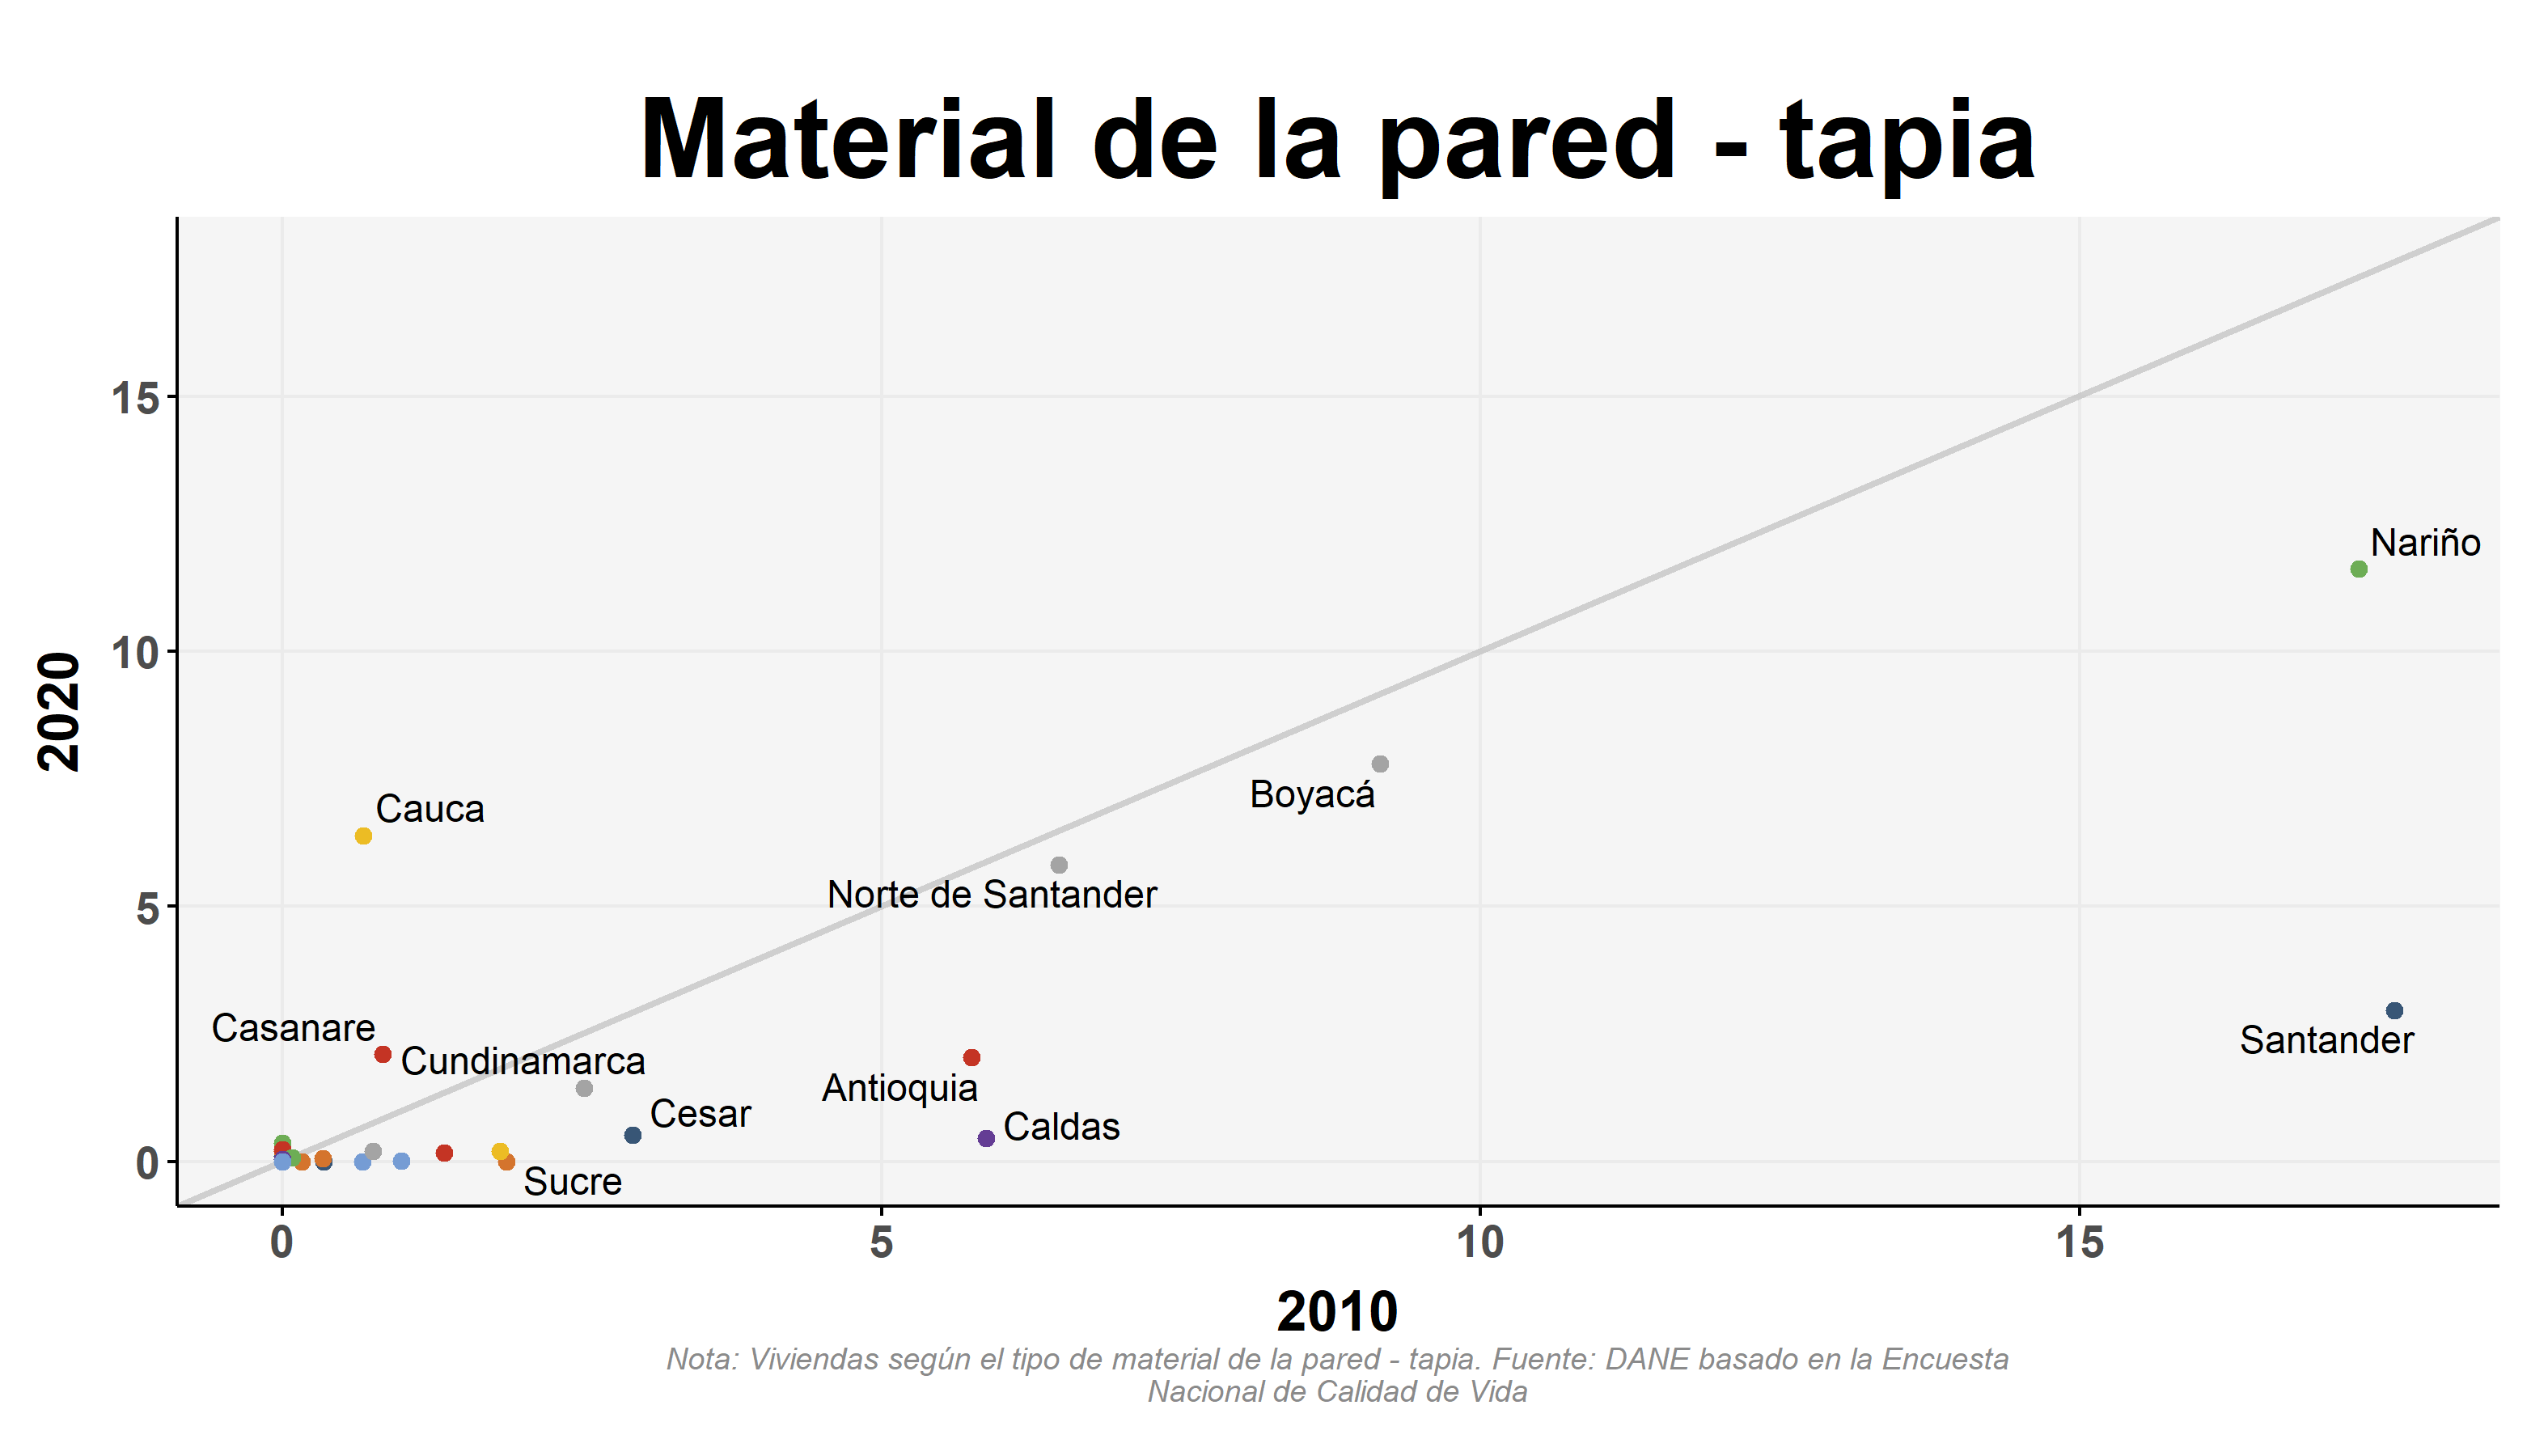 Material de la pared - tapia
15
10
5
0
2020
Nariño
Boyacá
Cauca
Norte de Santander
Casanare
Cundinamarca
Santander
Antioquia
Cesar
Caldas
Sucre
0
5
10
15
2010
Nota: Viviendas según el tipo de material de la pared - tapia. Fuente: DANE basado en la Encuesta
Nacional de Calidad de Vida